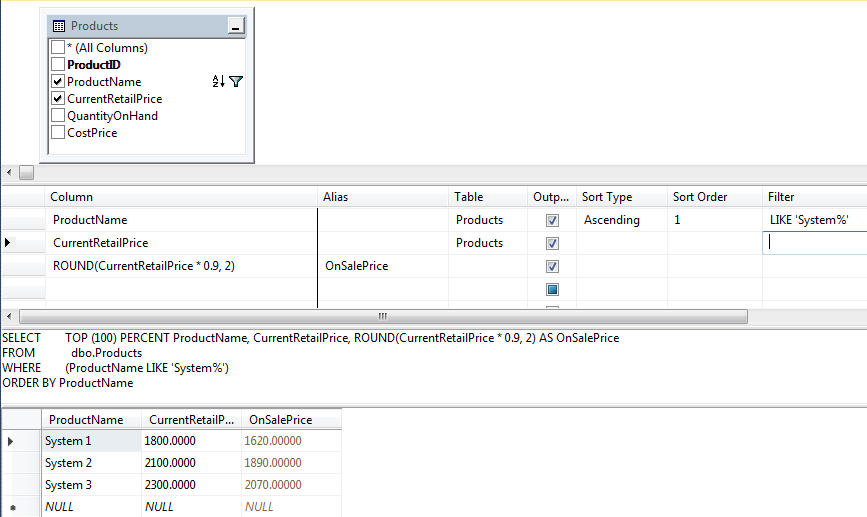 Products
* (All Columns)
ProductID
ProductName
CurrentRetailPrice
QuantityOnHand
CostPrice
Column Alias Table Outp... Sort Type Sort Order Filter
ProductName Products Ascending 1 LIKE 'System%'
CurrentRetailPrice Products
ROUND(CurrentRetailPrice * 0.9, 2) OnSalePrice
SELECT TOP (100) PERCENT ProductName, CurrentRetailPrice, ROUND(CurrentRetailPrice * 0.9, 2) AS OnSalePrice
FROM dbo.Products
WHERE (ProductName LIKE 'System%')
ORDER BY ProductName
ProductName CurrentRetailP... OnSalePrice
System 1 1800.0000 1620.00000
System 2 2100.0000 1890.00000
System 3 2300.0000 2070.00000
NULL NULL NULL